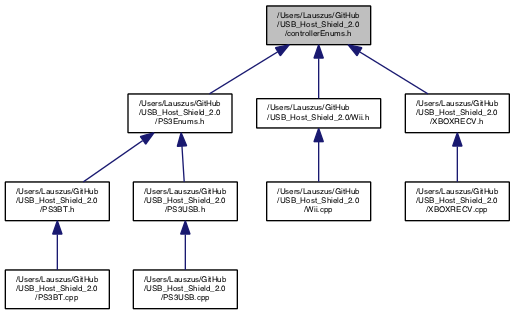 /Users/Lauszus/GitHub
/USB_Host_Shield_2.0
/controllerEnums.h
/Users/Lauszus/GitHub
/USB_Host_Shield_2.0
/PS3Enums.h
/Users/Lauszus/GitHub
/USB_Host_Shield_2.0/Wii.h
/Users/Lauszus/GitHub
/USB_Host_Shield_2.0
/XBOXRECV.h
/Users/Lauszus/GitHub
/USB_Host_Shield_2.0
/PS3BT.h
/Users/Lauszus/GitHub
/USB_Host_Shield_2.0
/PS3USB.h
/Users/Lauszus/GitHub
/USB_Host_Shield_2.0
/Wii.cpp
/Users/Lauszus/GitHub
/USB_Host_Shield_2.0
/XBOXRECV.cpp
/Users/Lauszus/GitHub
/USB_Host_Shield_2.0
/PS3BT.cpp
/Users/Lauszus/GitHub
/USB_Host_Shield_2.0
/PS3USB.cpp